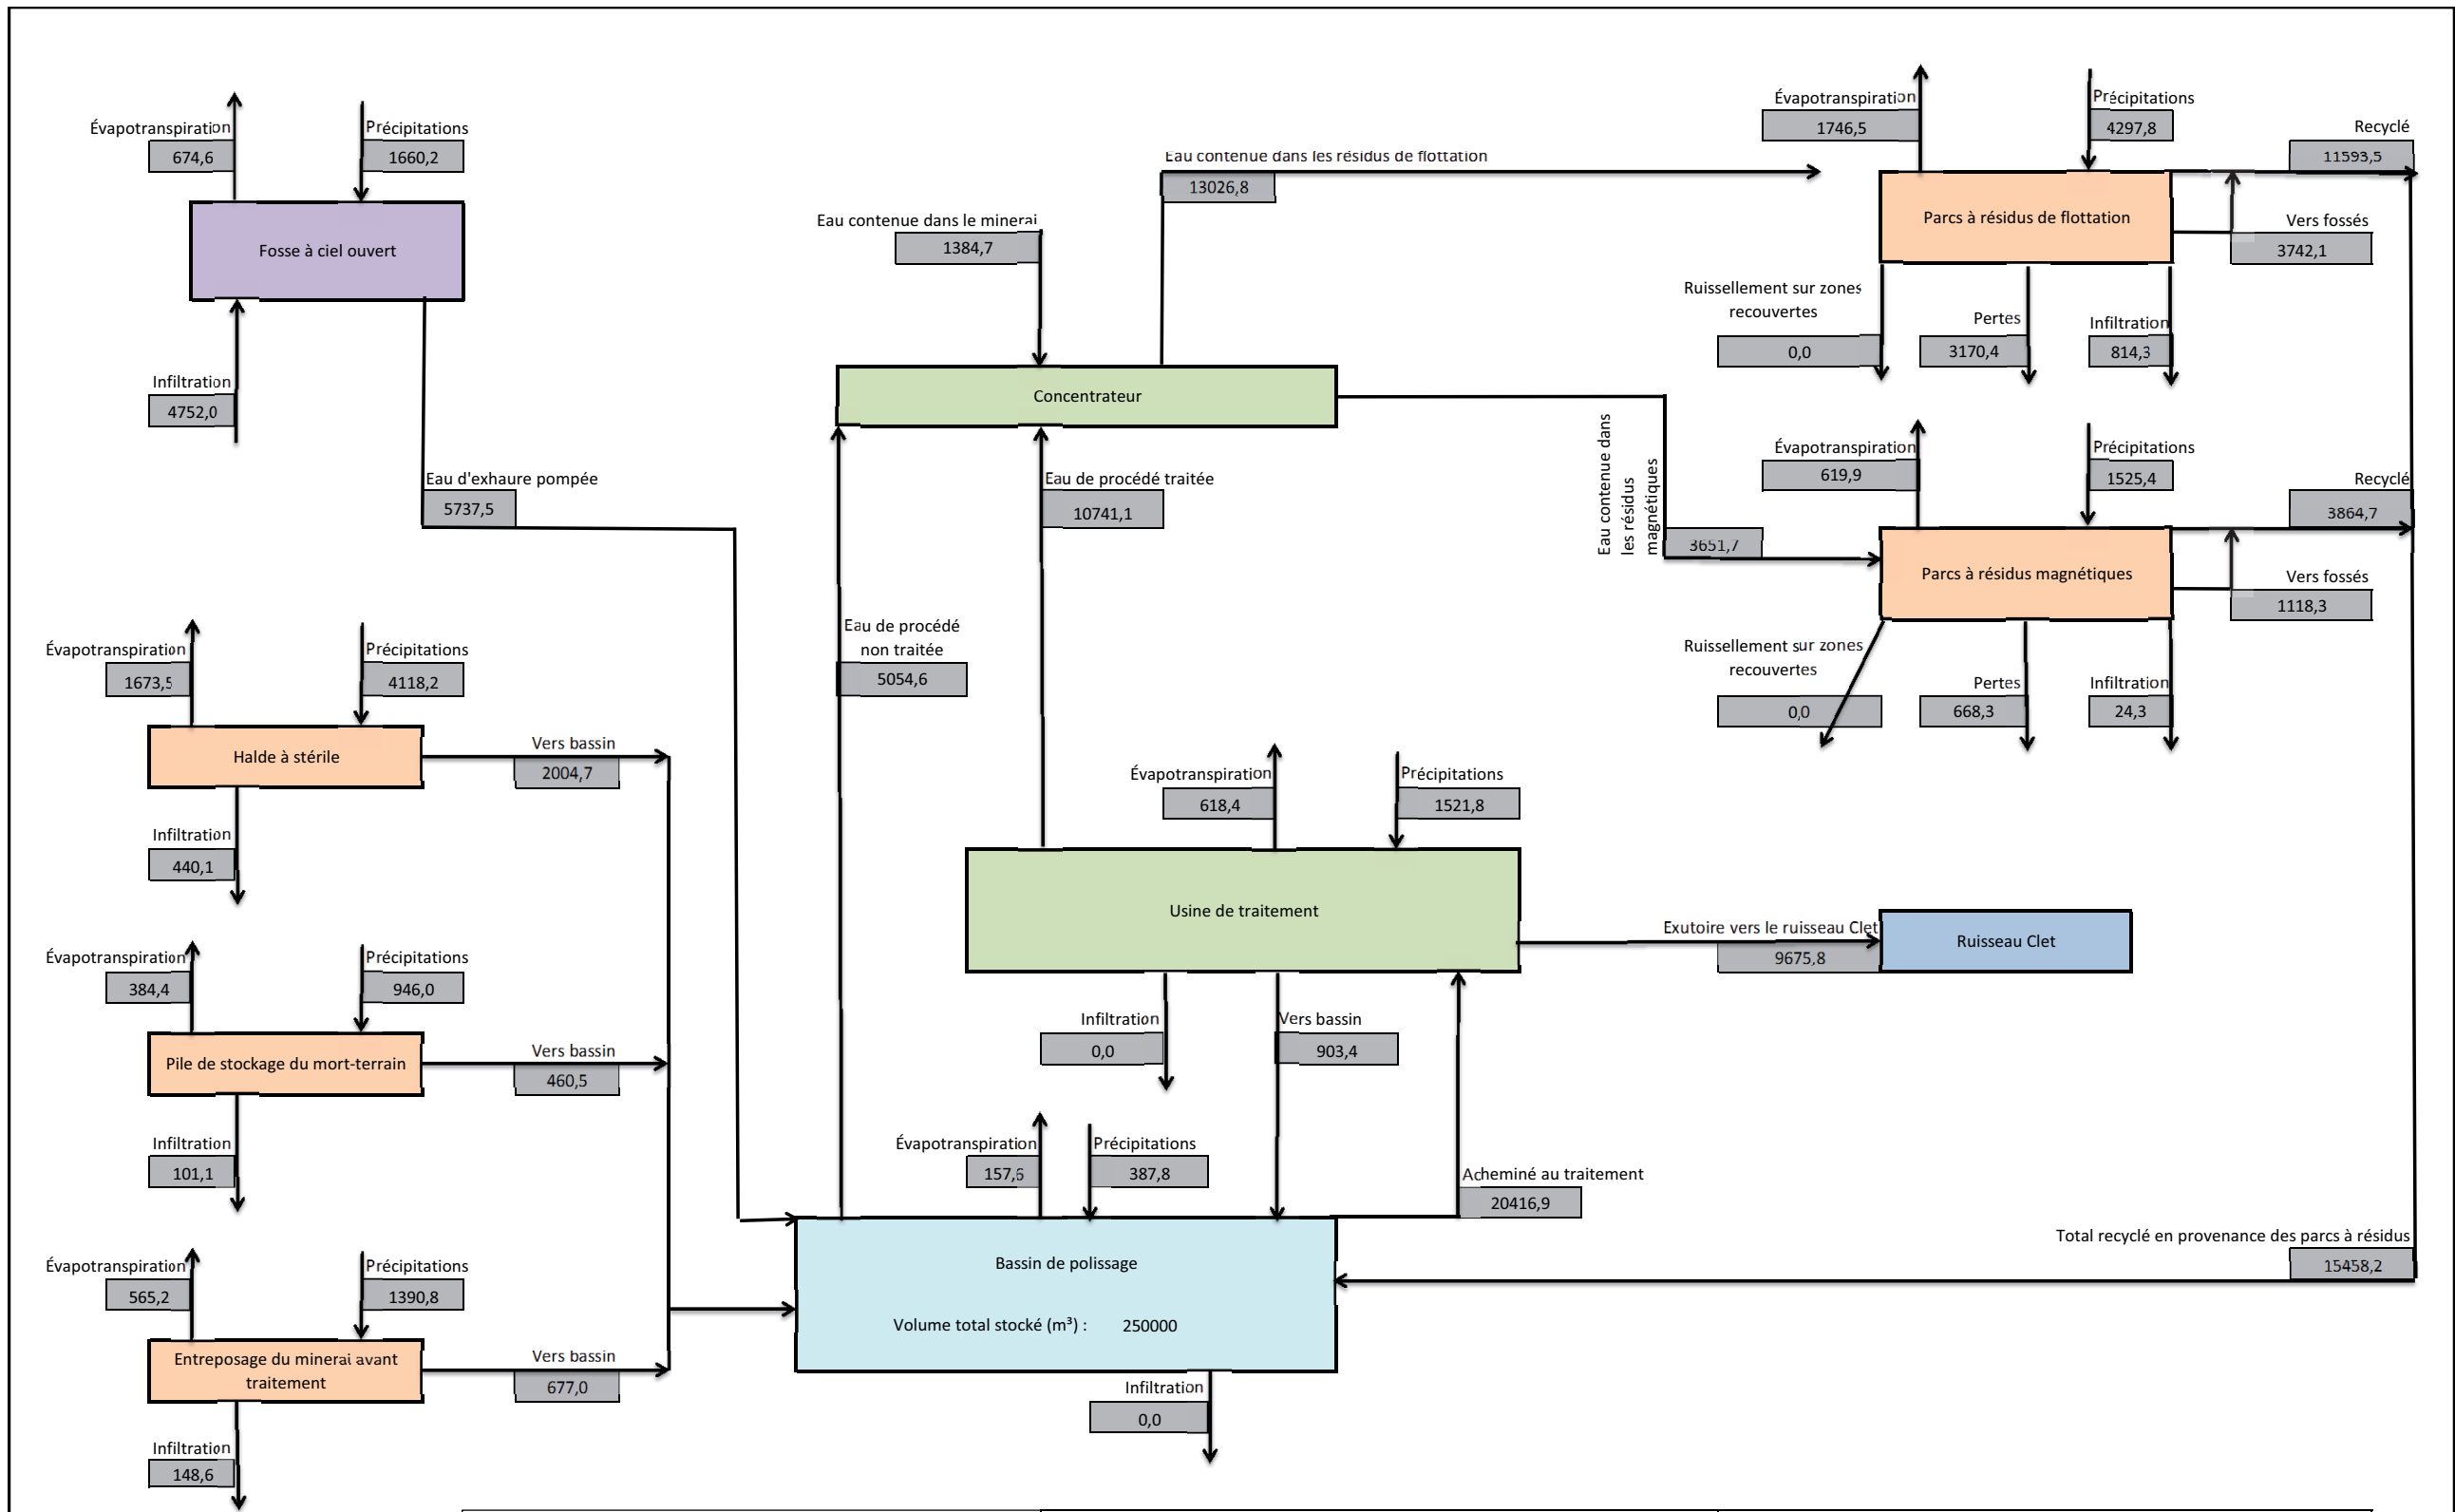 Évapotranspiration
674,6
Précipitations
1660,2
Fosse à ciel ouvert
Infiltration
4752,0
Eau d'exhaure pompée
5737,5
Évapotranspiration
1673,5
Précipitations
4118,2
Halde à stérile
Vers bassin
2004,7
Infiltration
440,1
Évapotranspiration
384,4
Précipitations
946,0
Pile de stockage du mort-terrain
Vers bassin
460,5
Infiltration
101,1
Évapotranspiration
565,2
Précipitations
1390,8
Entreposage du minerai avant
traitement
Vers bassin
677,0
Infiltration
148,6
Eau contenue dans les résidus de flottation
13026,8
Eau contenue dans le minerai
1384,7
Concentrateur
Eau de procédé traitée
10741,1
Eau de procédé
non traitée
5054,6
Eau contenue dans
les résidus
magnétiques
3651,7
Évapotranspiration
618,4
Précipitations
1521,8
Usine de traitement
Exutoire vers le ruisseau Clet
9675,8
Ruisseau Clet
Infiltration
0,0
Vers bassin
903,4
Évapotranspiration
157,6
Précipitations
387,8
Acheminé au traitement
20416,9
Bassin de polissage
Volume total stocké (m³) : 250000
Infiltration
0,0
Évapotranspiration
1746,5
Précipitations
4297,8
Recyclé
11593,5
Parcs à résidus de flottation
Vers fossés
3742,1
Ruissellement sur zones
recouvertes
0,0
Pertes
3170,4
Infiltration
814,3
Évapotranspiration
619,9
Précipitations
1525,4
Recyclé
3864,7
Parcs à résidus magnétiques
Vers fossés
1118,3
Ruissellement sur zones
recouvertes
0,0
Pertes
668,3
Infiltration
24,3
Total recyclé en provenance des parcs à résidus
15458,2